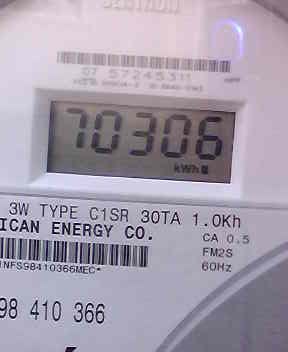 07 57245311
70306
kWh
3W TYPE C1SR 30TA 1.0Kh
ICAN ENERGY CO.
CA 0.5
FM2S
60Hz
1NFS98410366MEC*
98 410 366